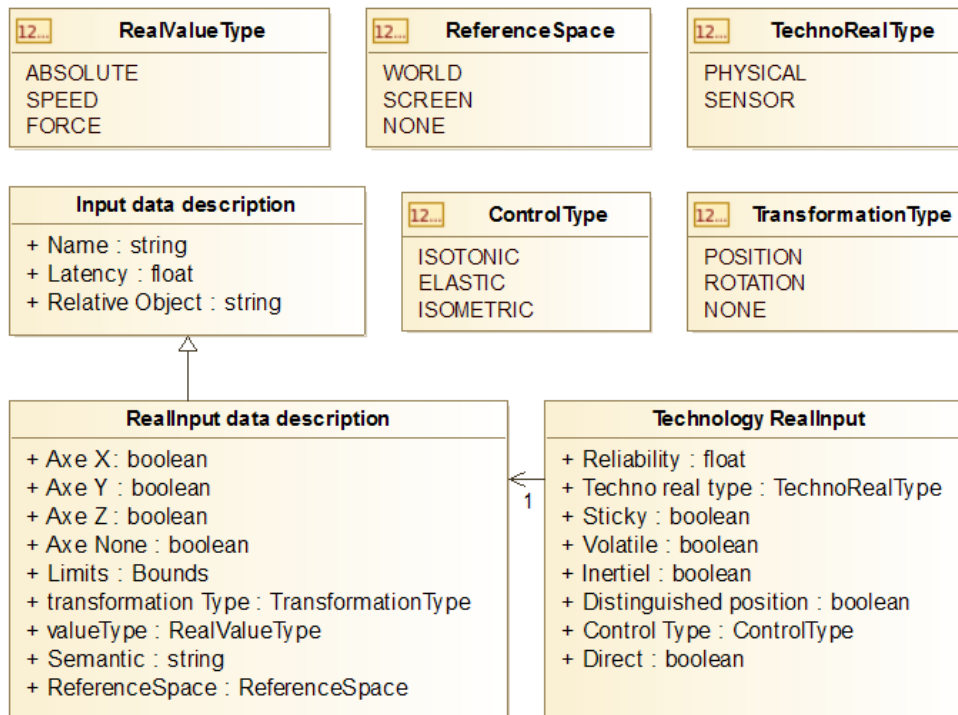 12... RealValueType
ABSOLUTE
SPEED
FORCE
12... ReferenceSpace
WORLD
SCREEN
NONE
12... TechnoRealType
PHYSICAL
SENSOR
Input data description
+ Name : string
+ Latency : float
+ Relative Object : string
12... ControlType
ISOTONIC
ELASTIC
ISOMETRIC
12... TransformationType
POSITION
ROTATION
NONE
RealInput data description
+ Axe X : boolean
+ Axe Y : boolean
+ Axe Z : boolean
+ Axe None : boolean
+ Limits : Bounds
+ transformation Type : TransformationType
+ valueType : RealValueType
+ Semantic : string
+ ReferenceSpace : ReferenceSpace
1
Technology RealInput
+ Reliability : float
+ Techno real type : TechnoRealType
+ Sticky : boolean
+ Volatile : boolean
+ Inertiel : boolean
+ Distinguished position : boolean
+ Control Type : ControlType
+ Direct : boolean